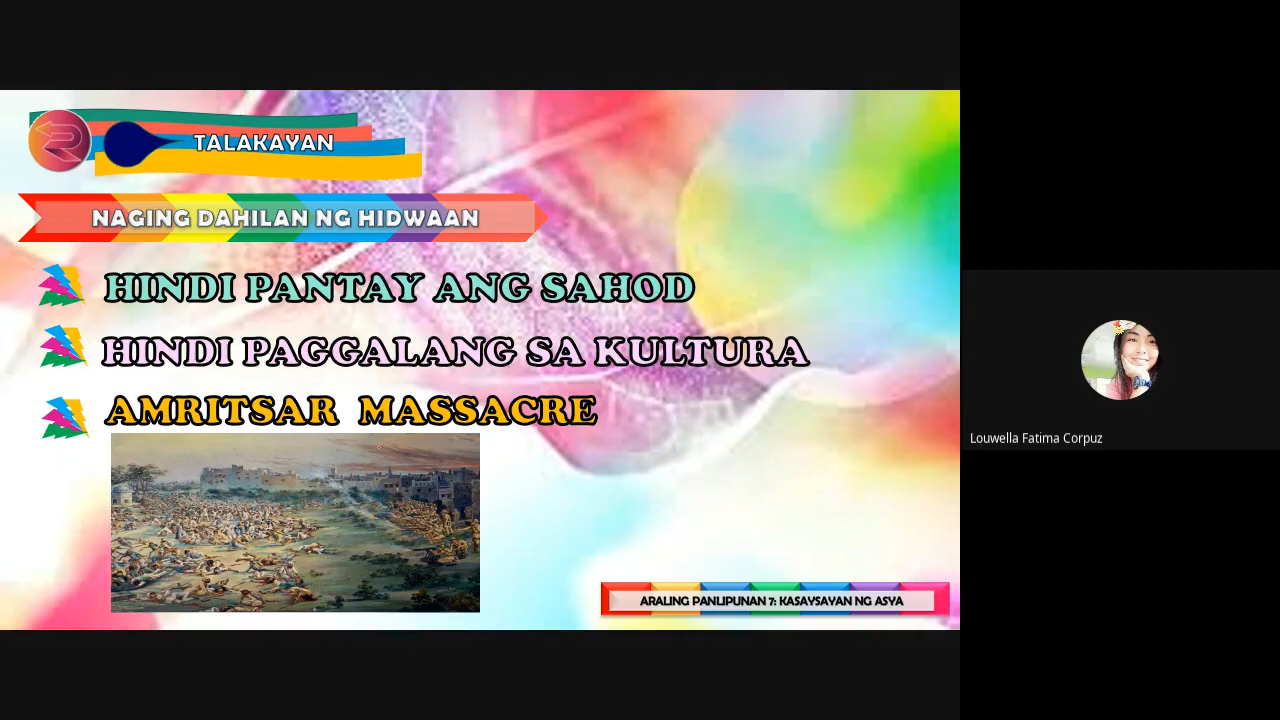 TALAKAYAN
NAGING DAHILAN NG HIDWAAN
HINDI PANTAY ANG SAHOD
HINDI PAGGALANG SA KULTURA
AMRITSAR MASSACRE
ARALING PANLIPUNAN 7: KASAYSAYAN NG ASYA
Louwella Fatima Corpuz